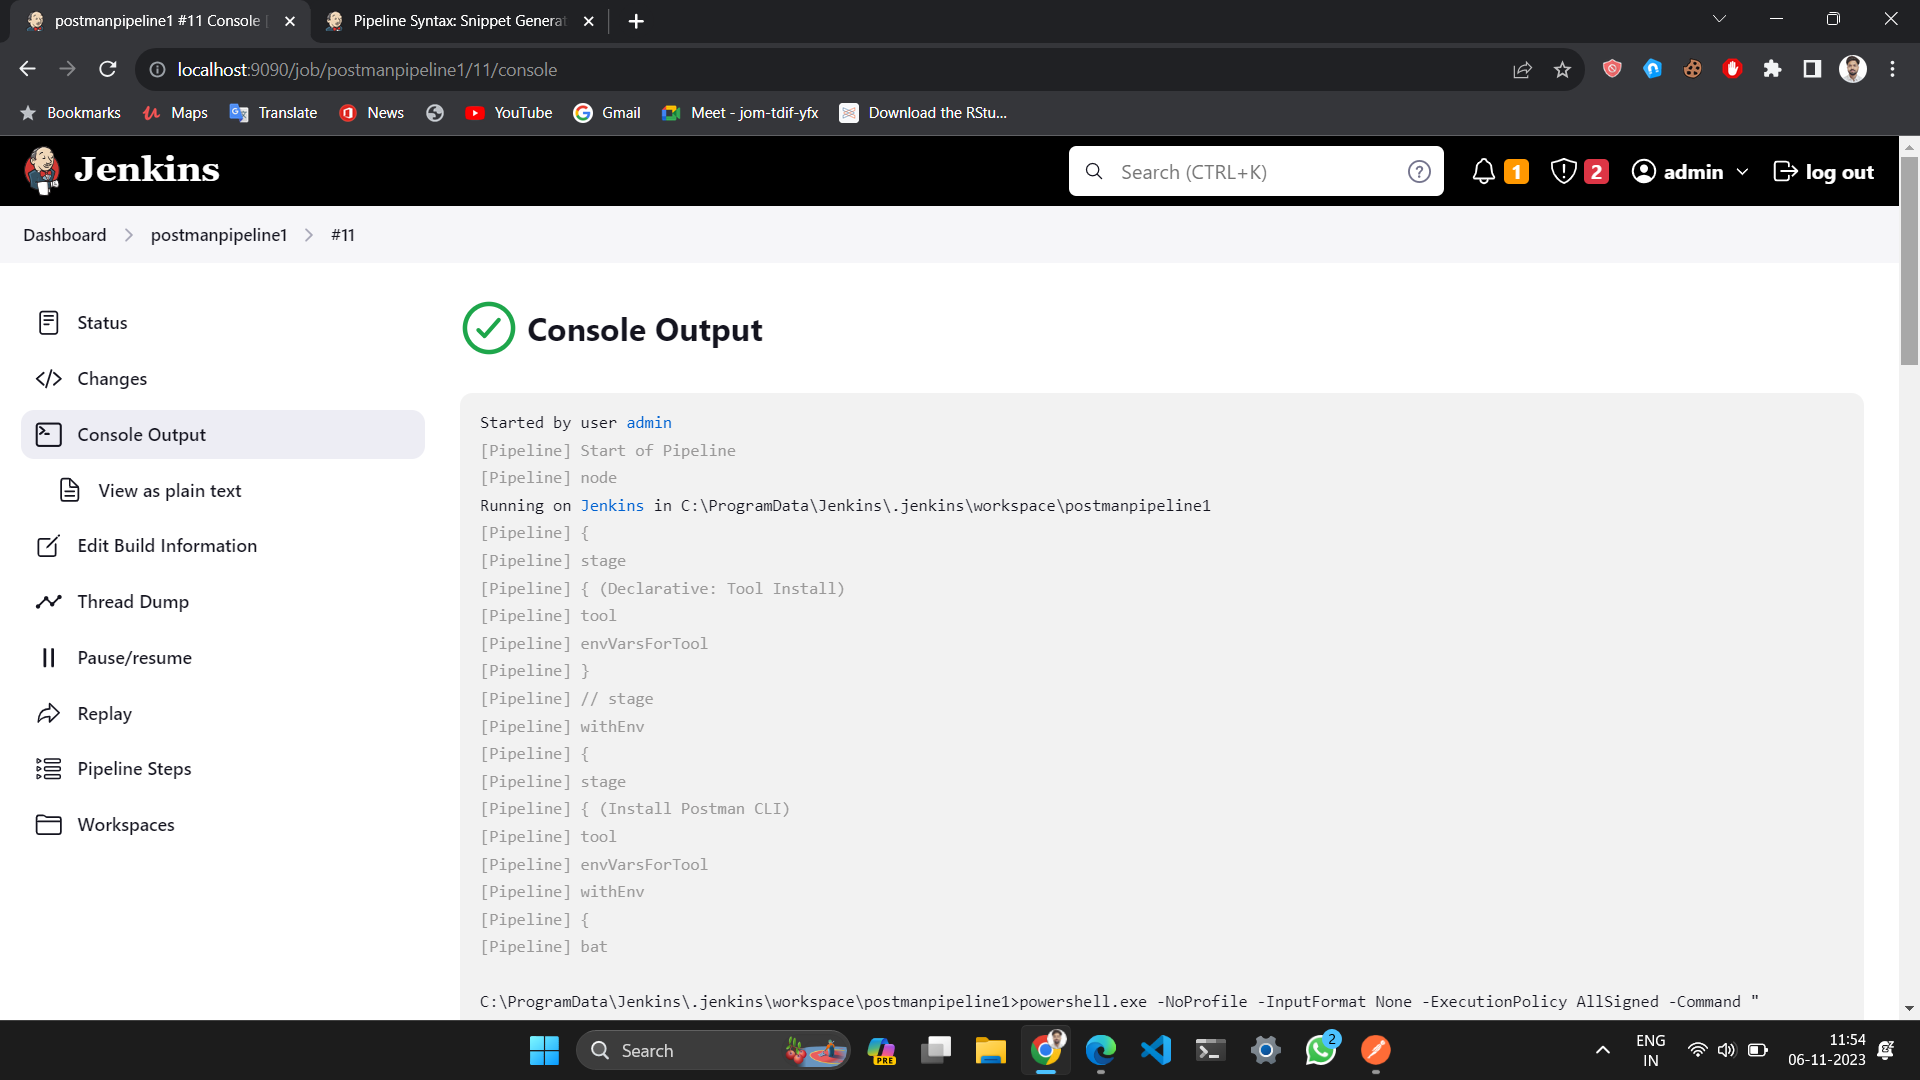 postmanpipeline1 #11 Console [
Pipeline Syntax: Snippet Generat
localhost:9090/job/postmanpipeline1/11/console
Bookmarks
Maps
Translate
News
YouTube
Gmail
Meet - jom-tdif-yfx
Download the RStu...
Jenkins
Search (CTRL+K)
1
2
admin
log out
Dashboard
postmanpipeline1
#11
Status
Changes
Console Output
View as plain text
Edit Build Information
Thread Dump
Pause/resume
Replay
Pipeline Steps
Workspaces
Console Output
Started by user admin
[Pipeline] Start of Pipeline
[Pipeline] node
Running on Jenkins in C:\ProgramData\Jenkins\.jenkins\workspace\postmanpipeline1
[Pipeline] {
[Pipeline] stage
[Pipeline] { (Declarative: Tool Install)
[Pipeline] tool
[Pipeline] envVarsForTool
[Pipeline] }
[Pipeline] // stage
[Pipeline] withEnv
[Pipeline] {
[Pipeline] stage
[Pipeline] { (Install Postman CLI)
[Pipeline] tool
[Pipeline] envVarsForTool
[Pipeline] withEnv
[Pipeline] {
[Pipeline] bat
C:\ProgramData\Jenkins\.jenkins\workspace\postmanpipeline1>powershell.exe -NoProfile -InputFormat None -ExecutionPolicy AllSigned -Command "
Search
PRE
2
ENG
IN
11:54
06-11-2023